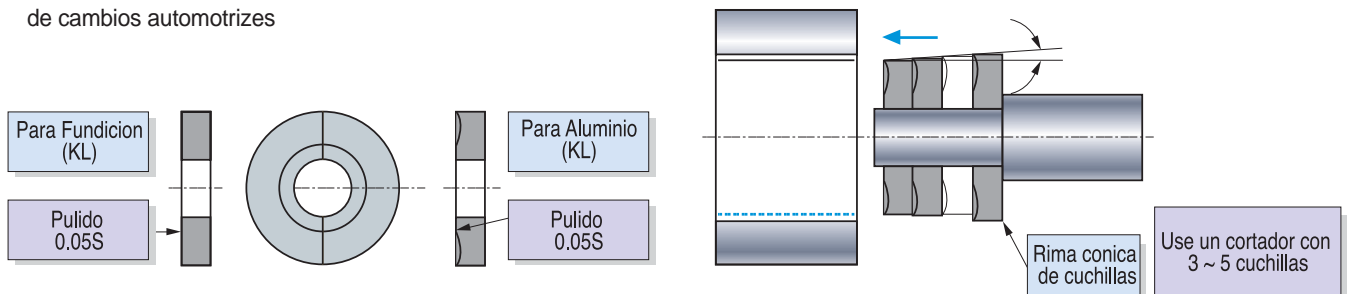 de cambios automotrizes
Para Fundicion
(KL)
Pulido
0.05S
Para Aluminio
(KL)
Pulido
0.05S
Rima conica
de cuchillas
Use un cortador con
3 ~ 5 cuchillas